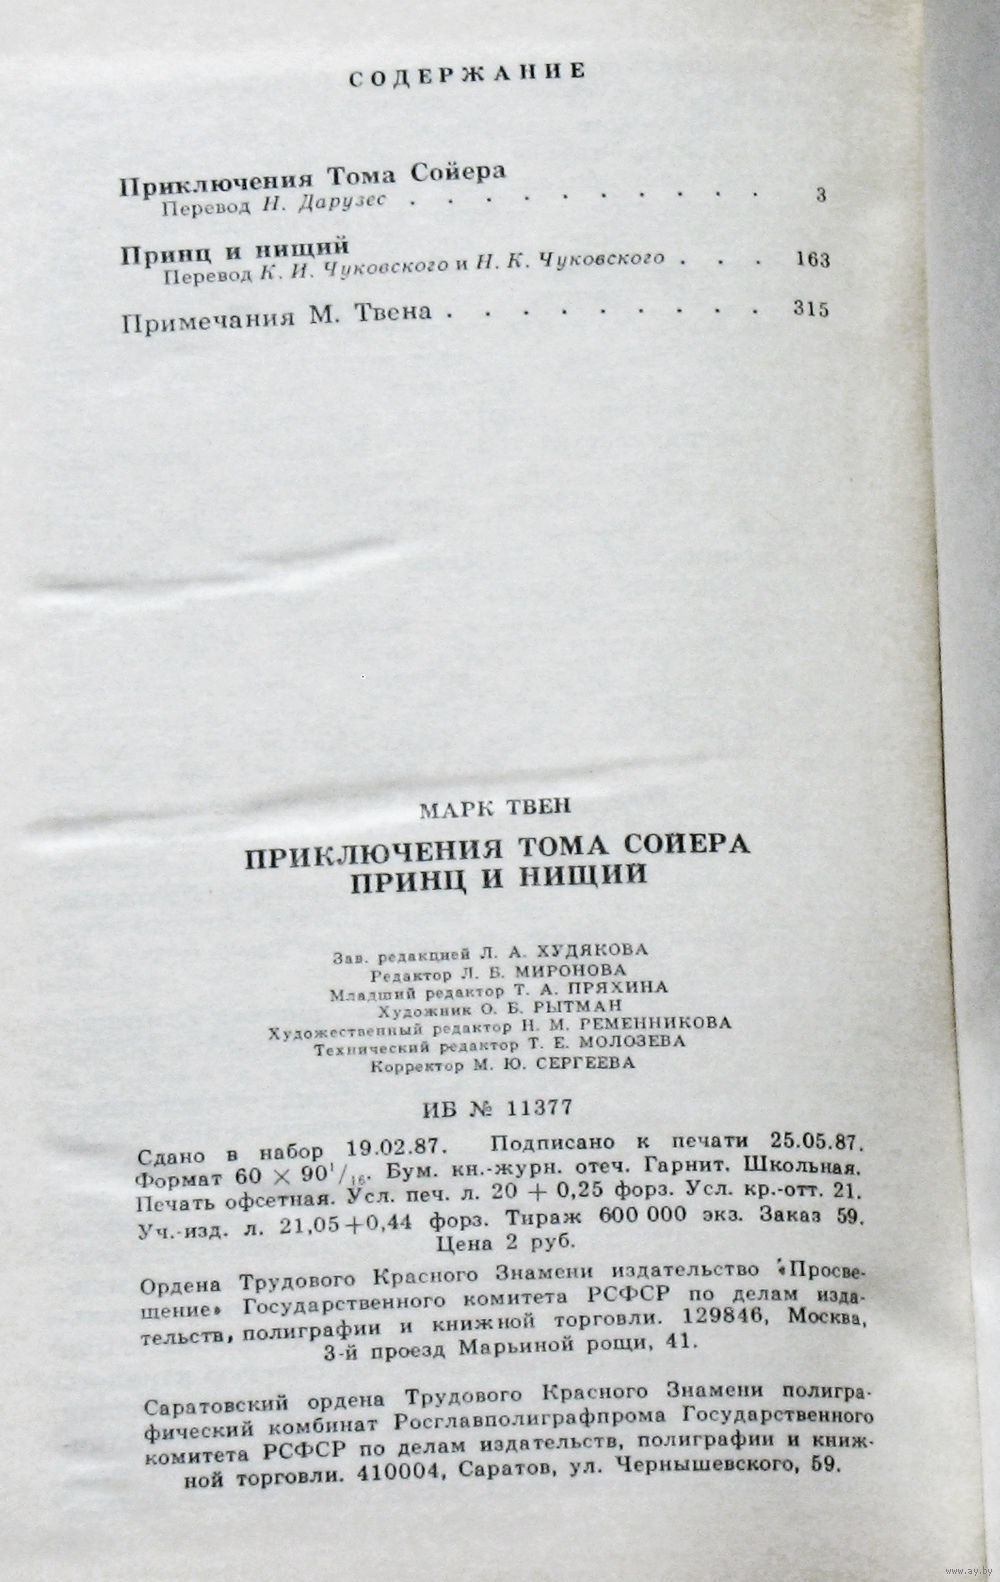 СОДЕРЖАНИЕ
Приключения Тома Сойера
Перевод Н. Дарузес . . . . . . . . . . 3
Принц и нищий
Перевод К. И. Чуковского и Н. К. Чуковского . . . 163
Примечания М. Твена . . . . . . . . . 315
МАРК ТВЕН
ПРИКЛЮЧЕНИЯ ТОМА СОЙЕРА
ПРИНЦ И НИЩИЙ
Зав. редакцией Л. А. ХУДЯКОВА
Редактор Л. Б. МИРОНОВА
Младший редактор Т. А. ПРЯХИНА
Художник О. Б. РЫТМАН
Художественный редактор Н. М. РЕМЕННИКОВА
Технический редактор Т. Е. МОЛОЗЕВА
Корректор М. Ю. СЕРГЕЕВА
ИБ № 11377
Сдано в набор 19.02.87. Подписано к печати 25.05.87.
Формат 60 × 90¹/₁₆. Бум. кн.-журн. отеч. Гарнит. Школьная.
Печать офсетная. Усл. печ. л. 20 + 0,25 форз. Усл. кр.-отт. 21.
Уч.-изд. л. 21,05+0,44 форз. Тираж 600 000 экз. Заказ 59.
Цена 2 руб.
Ордена Трудового Красного Знамени издательство «Просве-
щение» Государственного комитета РСФСР по делам изда-
тельств, полиграфии и книжной торговли. 129846, Москва,
3-й проезд Марьиной рощи, 41.
Саратовский ордена Трудового Красного Знамени полигра-
фический комбинат Росглавполиграфпрома Государственного
комитета РСФСР по делам издательств, полиграфии и книж-
ной торговли. 410004, Саратов, ул. Чернышевского, 59.
www.ay.by